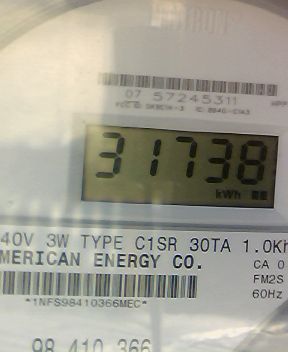 07 57245311
31738
kWh
40V 3W TYPE C1SR 30TA 1.0Kh
MERICAN ENERGY CO.
CA 0
FM2S
60Hz
*1NFS98410366MEC*
98 410 366